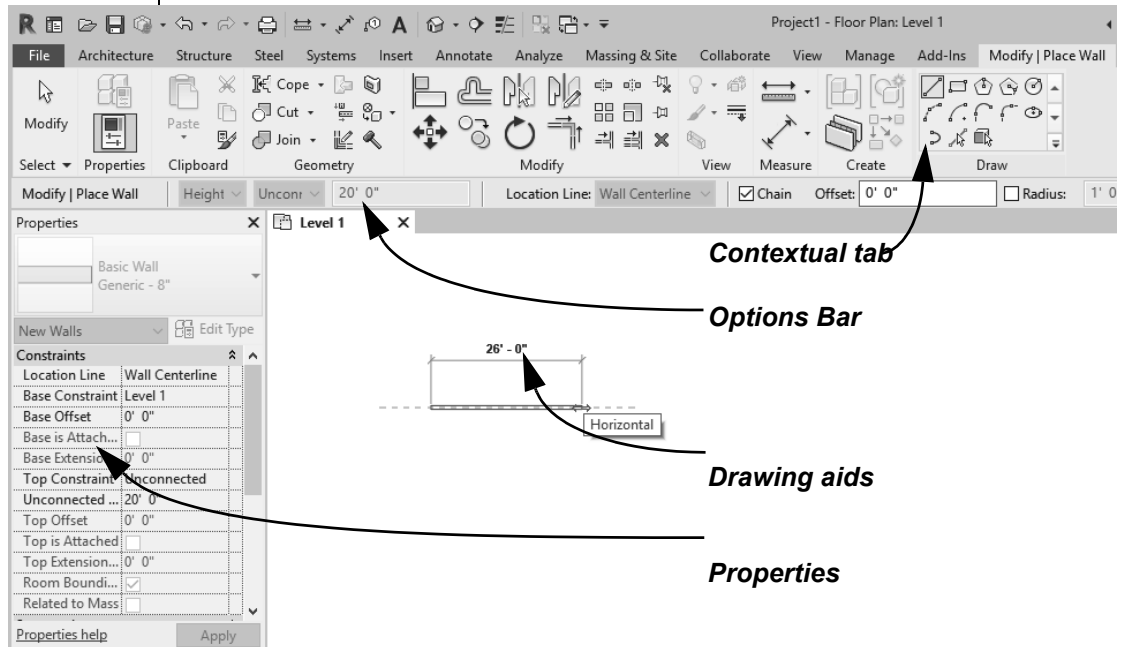 Project1 - Floor Plan: Level 1
File Architecture Structure Steel Systems Insert Annotate Analyze Massing & Site Collaborate View Manage Add-Ins Modify | Place Wall
Cope
Modify Paste Cut
Join
Select Properties Clipboard Geometry Modify View Measure Create Draw
Modify | Place Wall Height Unconr 20' 0" Location Line: Wall Centerline Chain Offset: 0' 0" Radius: 1' 0
Properties X Level 1 X
Contextual tab
Basic Wall
Generic - 8"
Options Bar
New Walls Edit Type
Constraints
26' - 0"
Location Line Wall Centerline
Base Constraint Level 1
Base Offset 0' 0"
Horizontal
Base is Attach...
Base Extension 0' 0"
Top Constraint Unconnected
Drawing aids
Unconnected ... 20' 0"
Top Offset 0' 0"
Top is Attached
Top Extension... 0' 0"
Properties
Room Boundi...
Related to Mass
Properties help Apply